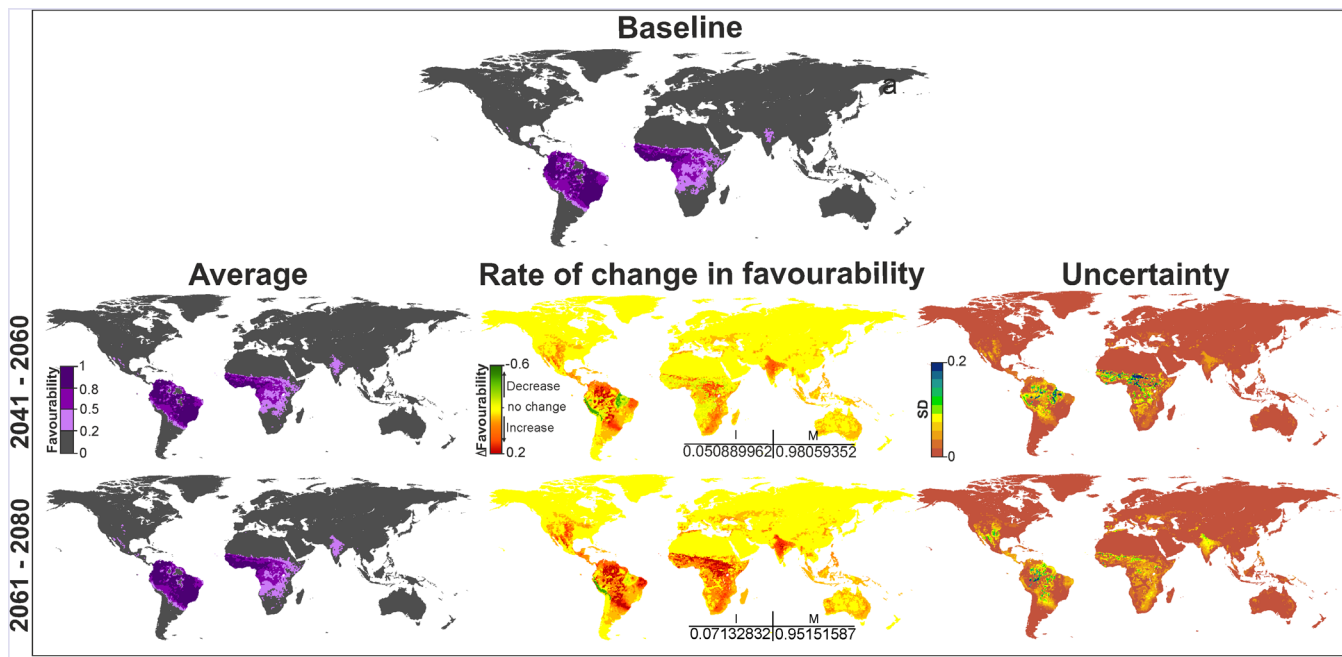 Baseline
a
Average
Rate of change in favourability
Uncertainty
2041 - 2060
Favourability
1
0.8
0.5
0.2
0
ΔFavourability
-0.6
Decrease
no change
Increase
0.2
I M
0.050889962 0.98059352
SD
0.2
0
2061 - 2080
I M
0.07132832 0.95151587